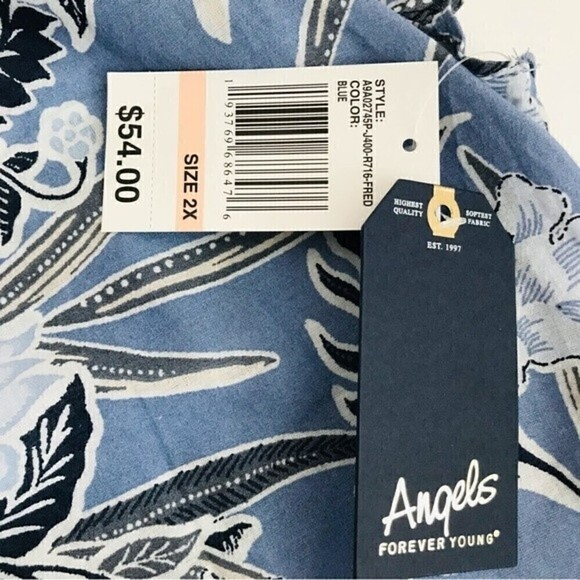 STYLE:
A9A02745P-J400-R716-FRED
COLOR:
BLUE
1 93769 68647 6
SIZE 2X
$54.00
HIGHEST
QUALITY
SOFTEST
FABRIC
EST. 1997
Angels
FOREVER YOUNG®